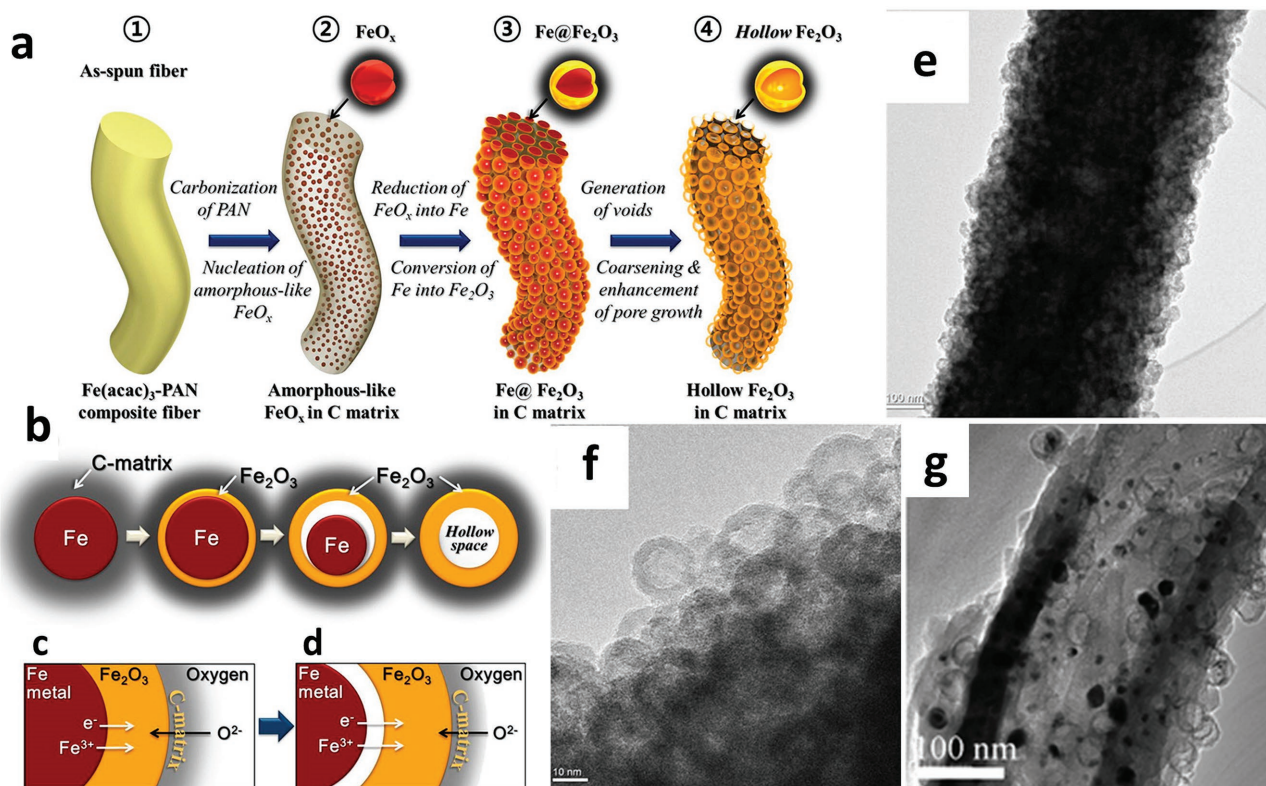 a
① ② ③ ④
FeOₓ
Fe@Fe₂O₃
Hollow Fe₂O₃
As-spun fiber
Carbonization
of PAN
Nucleation of
amorphous-like
FeOₓ
Reduction of
FeOₓ into Fe
Conversion of
Fe into Fe₂O₃
Generation
of voids
Coarsening &
enhancement
of pore growth
Fe(acac)₃-PAN
composite fiber
Amorphous-like
FeOₓ in C matrix
Fe@ Fe₂O₃
in C matrix
Hollow Fe₂O₃
in C matrix
b
C-matrix
Fe₂O₃
Fe₂O₃
Fe
Fe
Fe
Hollow
space
c
Fe
metal
Fe₂O₃
Oxygen
C-matrix
e⁻
Fe³⁺
O²⁻
d
Fe
metal
Fe₂O₃
Oxygen
C-matrix
e⁻
Fe³⁺
O²⁻
e
100 nm
f
10 nm
g
100 nm